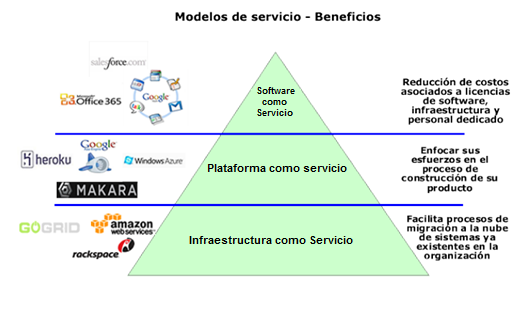 Modelos de servicio - Beneficios
salesforce.com
Microsoft
Office 365
Google
Software
como
Servicio
Reducción de costos
asociados a licencias
de software,
infraestructura y
personal dedicado
Google
heroku
Windows Azure
MAKARA
Plataforma como servicio
Enfocar sus
esfuerzos en el
proceso de
construcción de su
producto
GOGRID
amazon
webservices
rackspace
Infraestructura como Servicio
Facilita procesos de
migración a la nube
de sistemas ya
existentes en la
organización